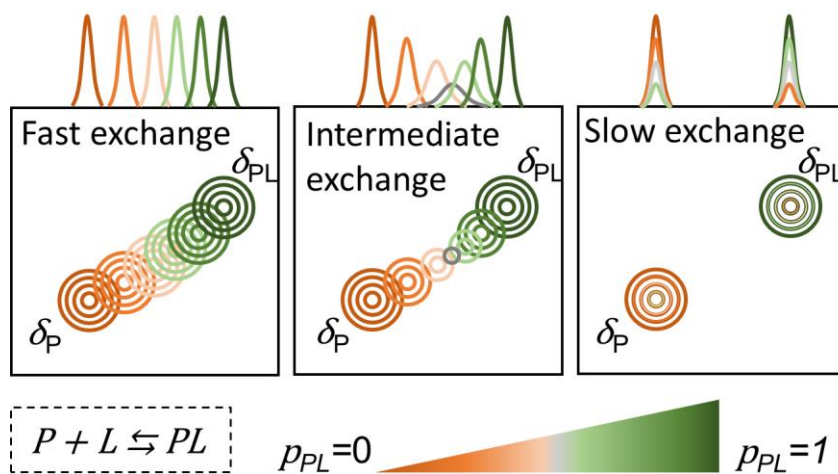 Fast exchange
δPL
δP
Intermediate
exchange
δPL
δP
Slow exchange
δPL
δP
P + L ⇆ PL
pPL=0
pPL=1